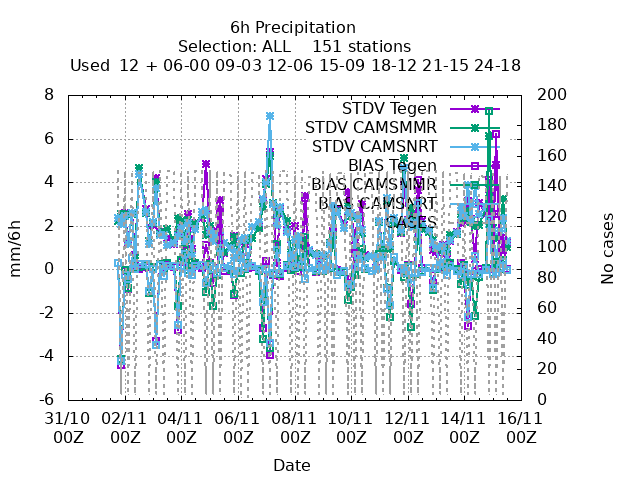 6h Precipitation
Selection: ALL 151 stations
Used 12 + 06-00 09-03 12-06 15-09 18-12 21-15 24-18
8 200
180
6 160
4 140
120
2 100
0 80
60
-2 40
-4 20
-6 0
STDV Tegen
STDV CAMSMMR
STDV CAMSNRT
BIAS Tegen
BIAS CAMSMMR
BIAS CAMSNRT
CASES
mm/6h
No cases
31/10 02/11 04/11 06/11 08/11 10/11 12/11 14/11 16/11
00Z 00Z 00Z 00Z 00Z 00Z 00Z 00Z 00Z
Date